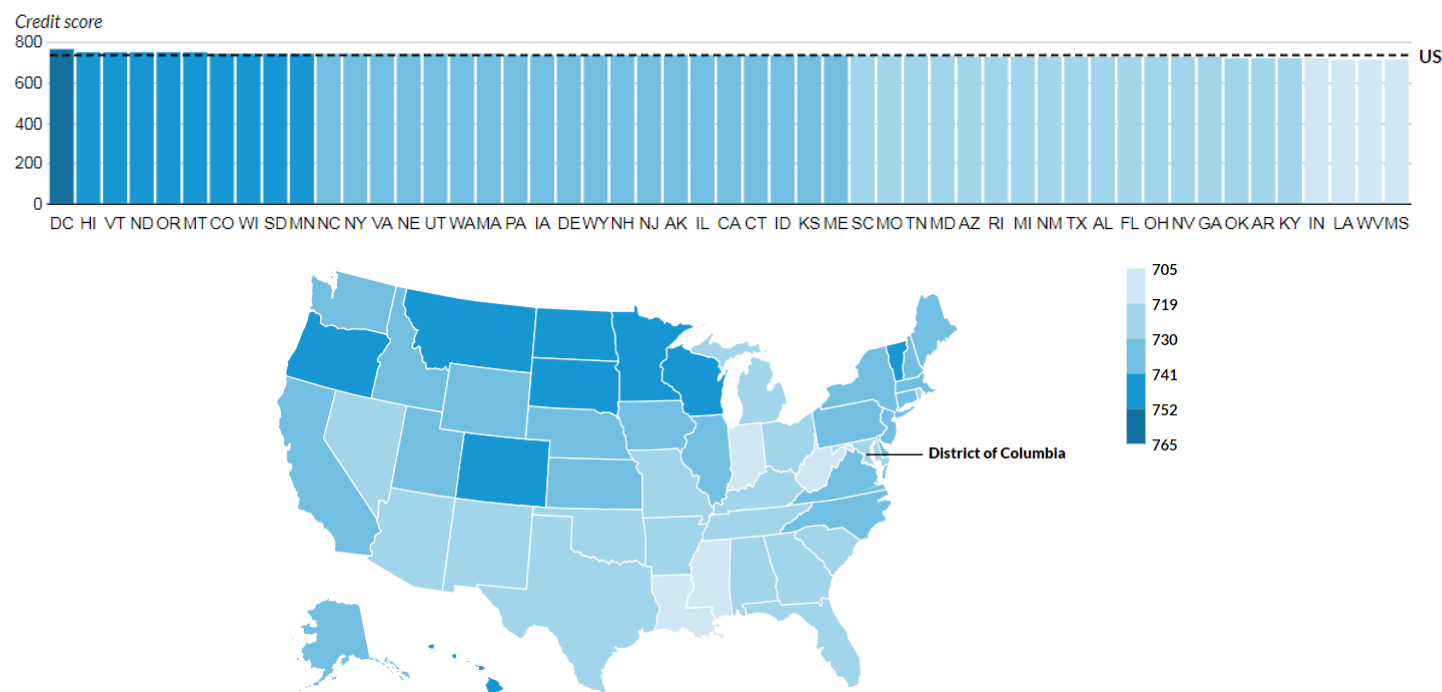 Credit score
800
US
600
400
200
0
DC HI VT ND OR MT CO WI SD MN NC NY VA NE UT WA MA PA IA DE WY NH NJ AK IL CA CT ID KS ME SC MO TN MD AZ RI MI NM TX AL FL OH NV GA OK AR KY IN LA WV MS
705
719
730
741
752
765
District of Columbia